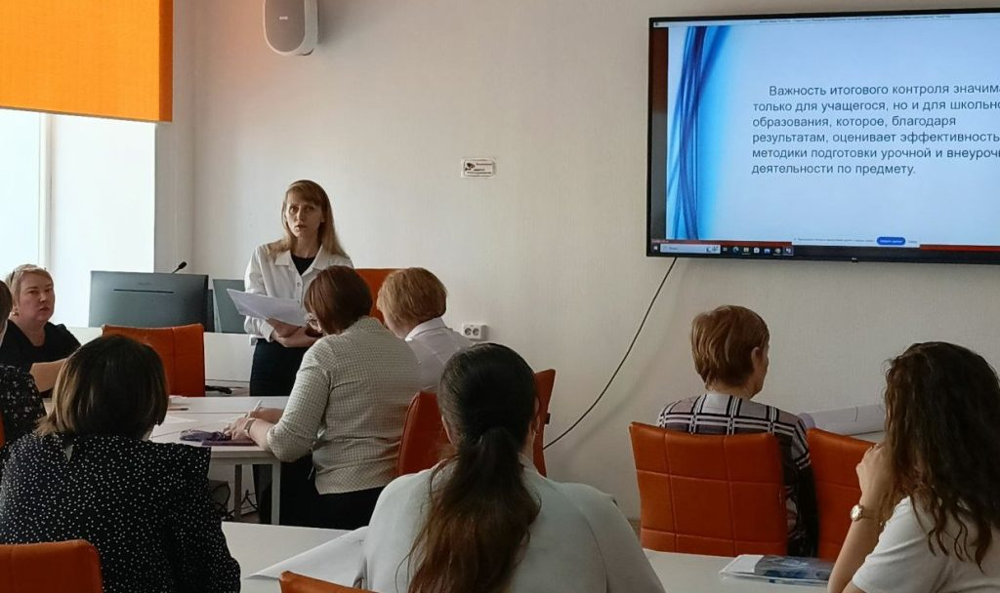 Важность итогового контроля значима
только для учащегося, но и для школьно
образования, которое, благодаря
результатам, оценивает эффективность
методики подготовки урочной и внеуроч
деятельности по предмету.